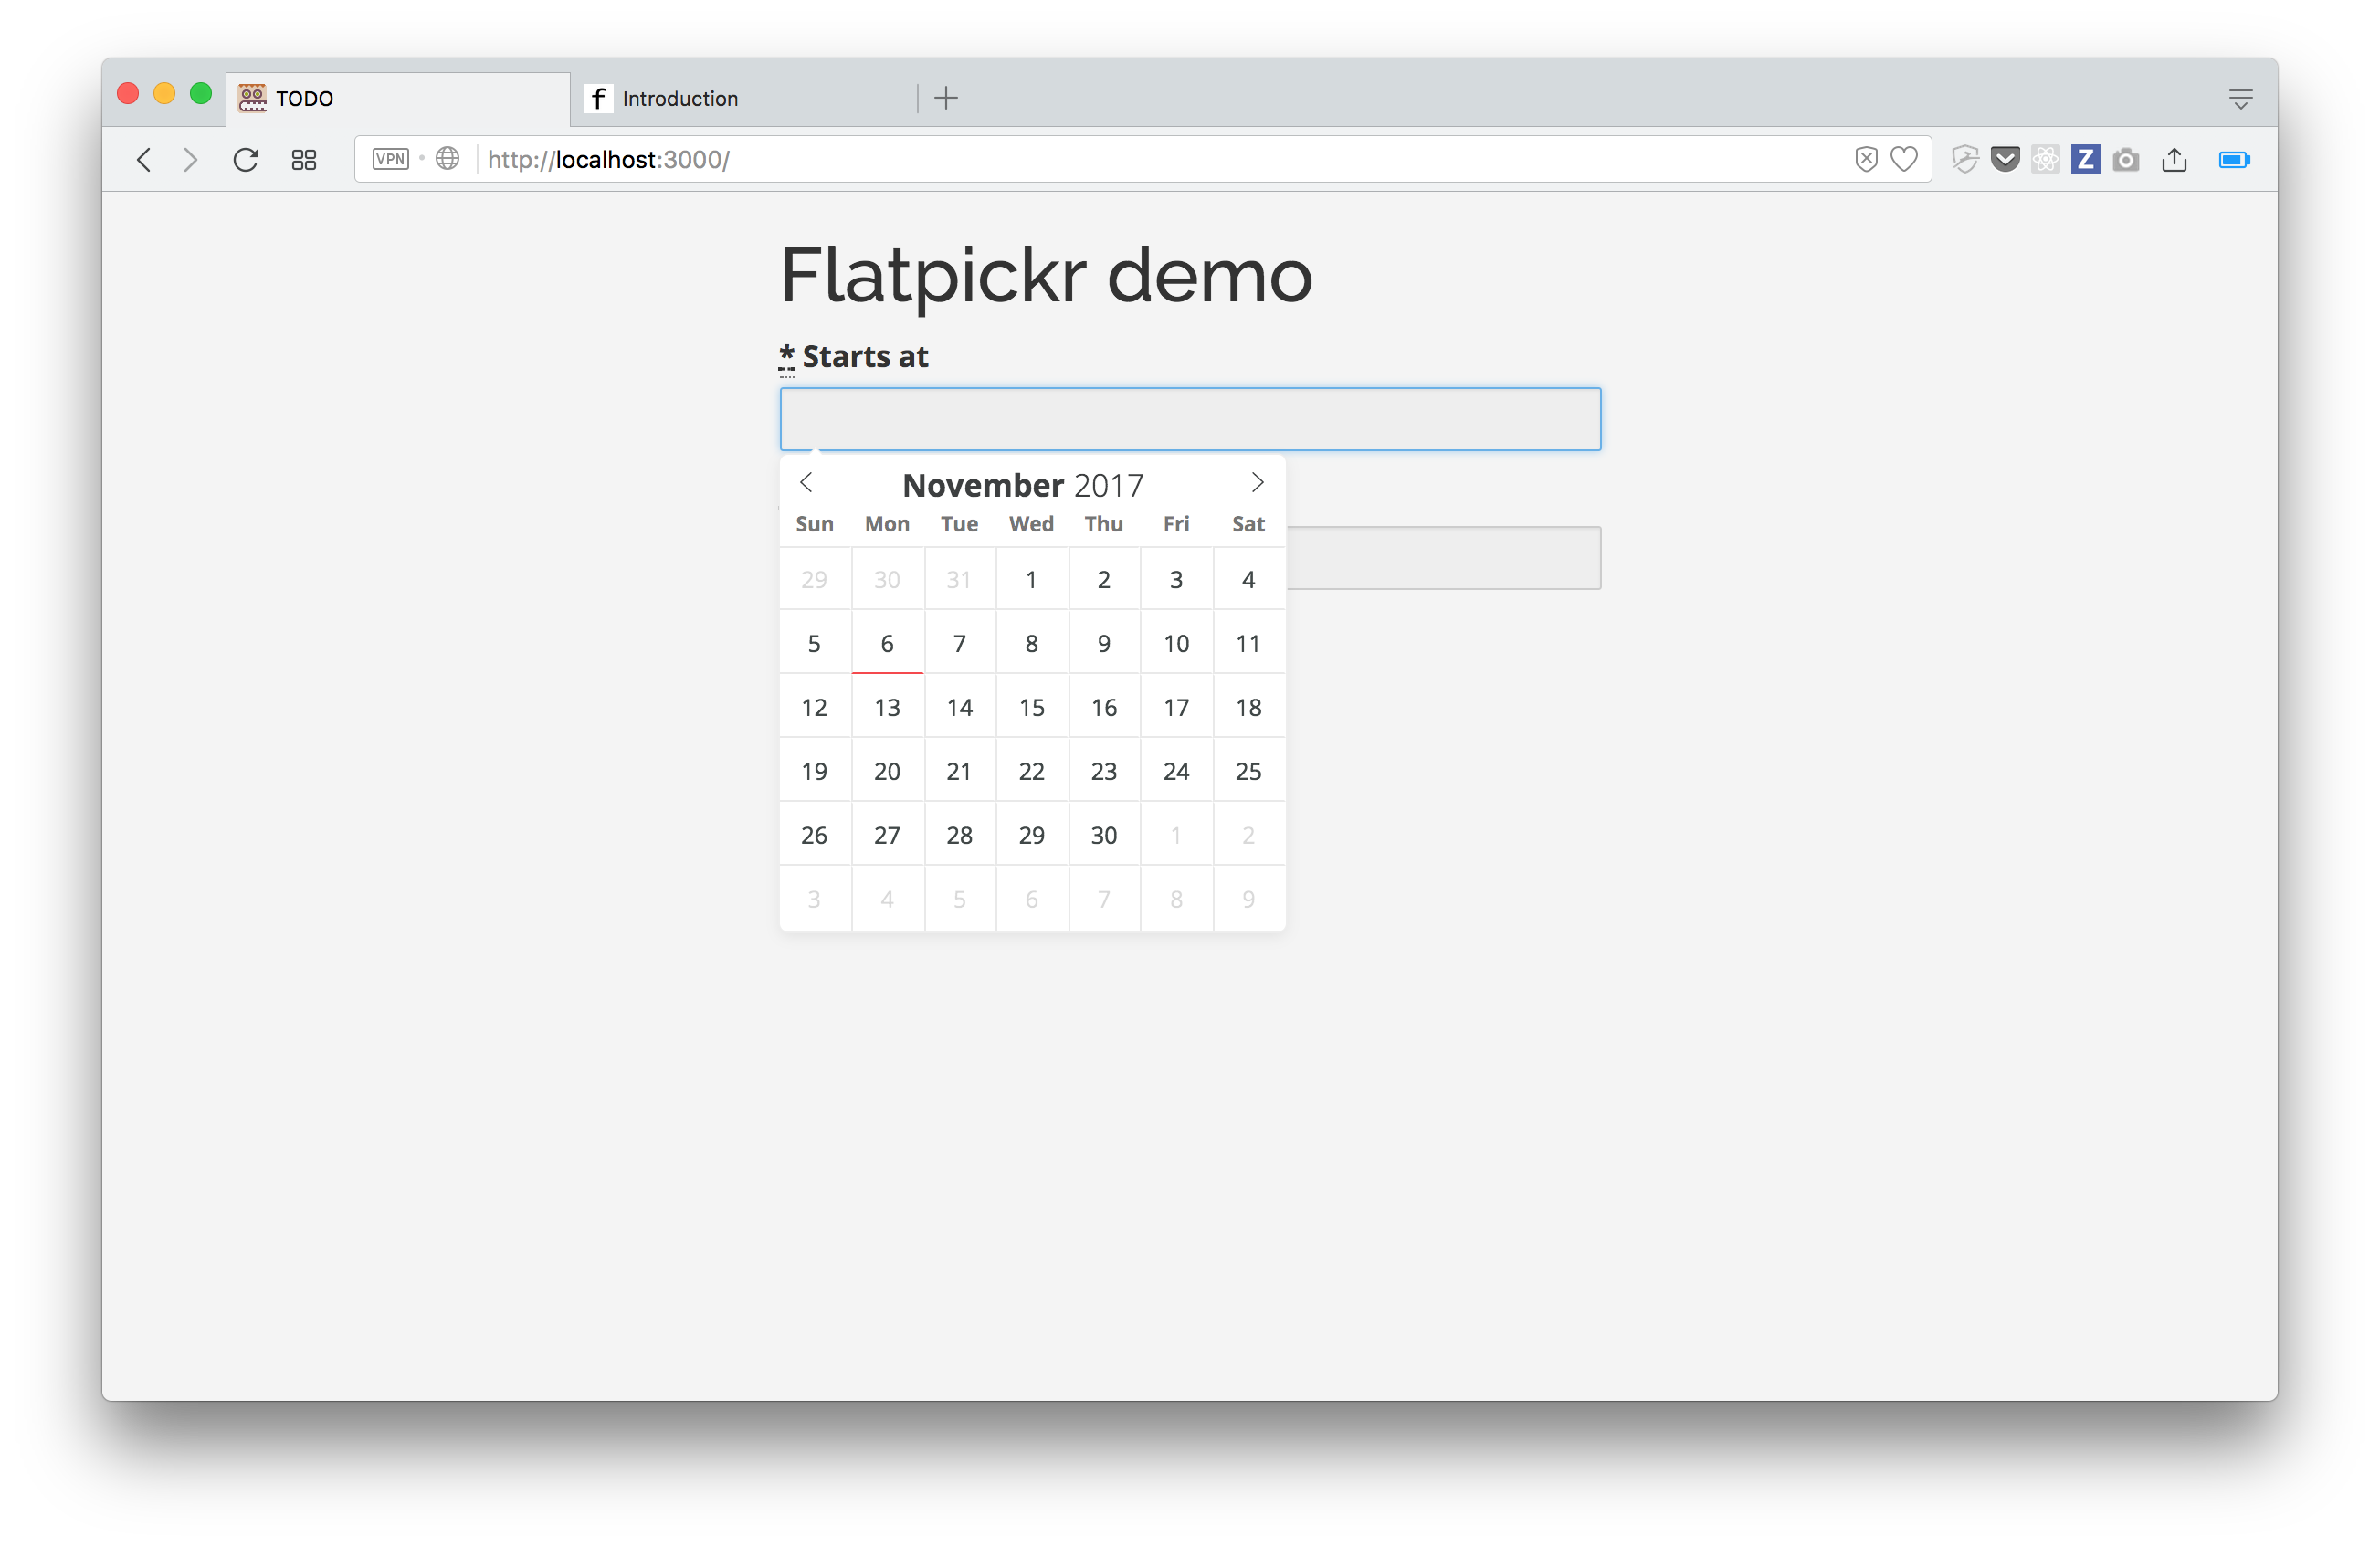 TODO
f Introduction
VPN http://localhost:3000/
Z
Flatpickr demo
* Starts at
November 2017
Sun Mon Tue Wed Thu Fri Sat
29 30 31 1 2 3 4
5 6 7 8 9 10 11
12 13 14 15 16 17 18
19 20 21 22 23 24 25
26 27 28 29 30 1 2
3 4 5 6 7 8 9